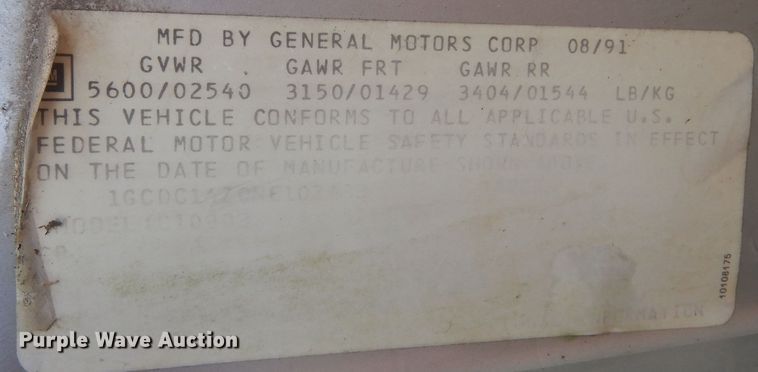 MFD BY GENERAL MOTORS CORP 08/91
GVWR GAWR FRT GAWR RR
5600/02540 3150/01429 3404/01544 LB/KG
THIS VEHICLE CONFORMS TO ALL APPLICABLE U.S.
FEDERAL MOTOR VEHICLE SAFETY STANDARDS IN EFFECT
ON THE DATE OF MANUFACTURE SHOWN ABOVE
MODEL
INFORMATION
10108175
Purple Wave Auction